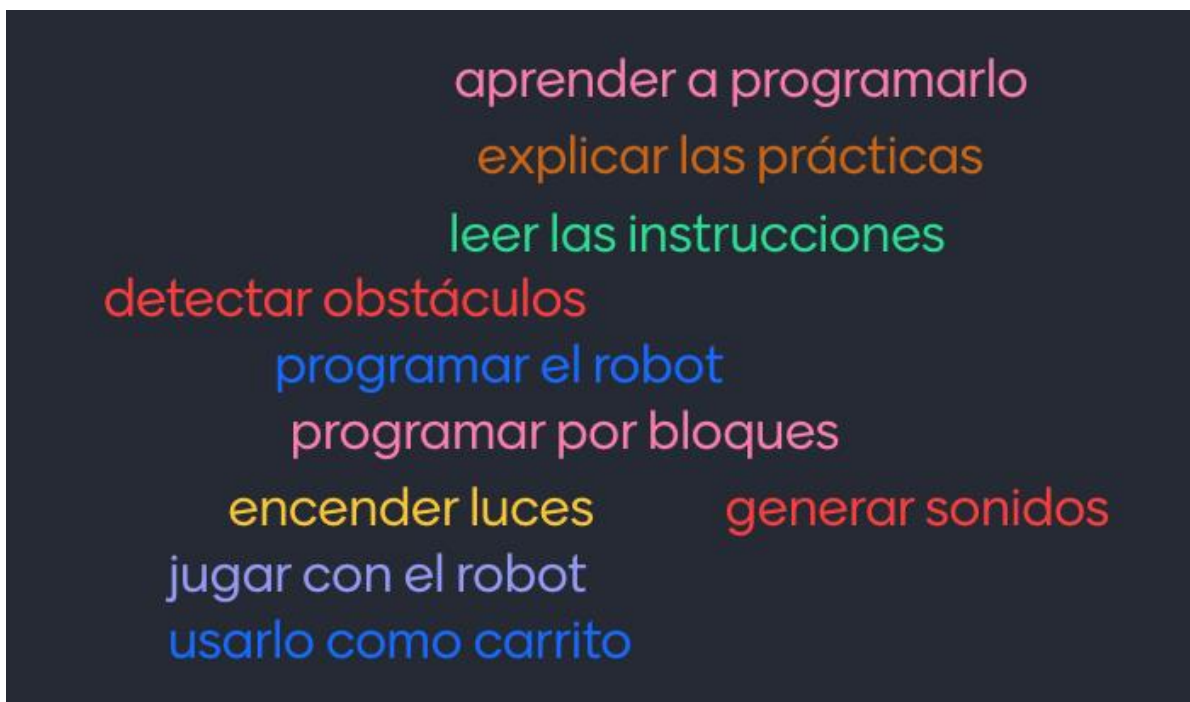 aprender a programarlo
explicar las prácticas
leer las instrucciones
detectar obstáculos
programar el robot
programar por bloques
encender luces
generar sonidos
jugar con el robot
usarlo como carrito